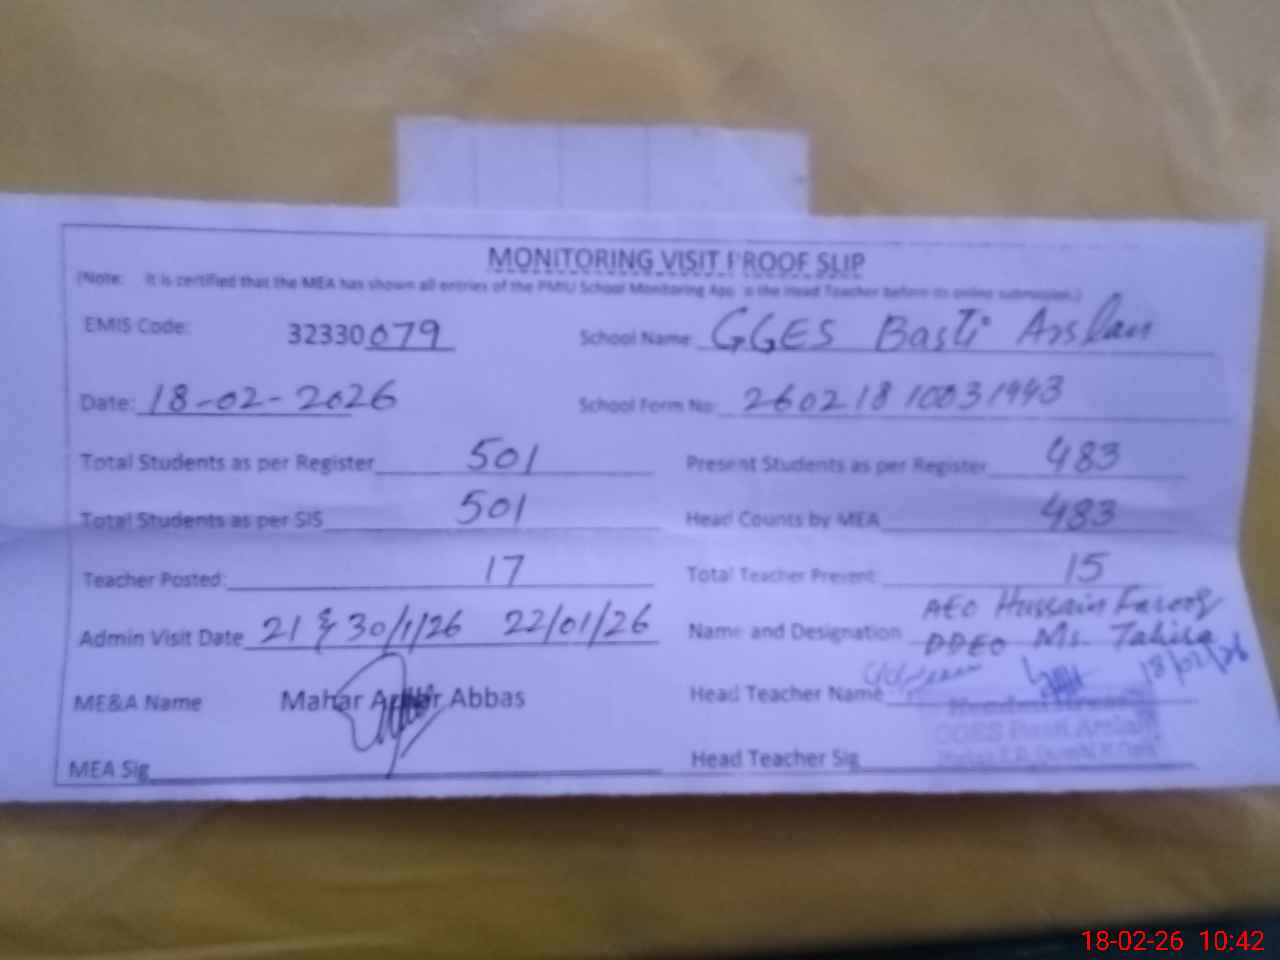 MONITORING VISIT PROOF SLIP
(Note: It is certified that the MEA has shown all entries of the PMIU School Monitoring App to the Head Teacher before its online submission.)
EMIS Code: 32330079 School Name GGES Basti Arslan
Date: 18-02-2026 School Form No: 26021810031943
Total Students as per Register 501 Present Students as per Register 483
Total Students as per SIS 501 Head Counts by MEA 483
Teacher Posted: 17 Total Teacher Present 15
Admin Visit Date 21 & 30/1/26 22/01/26 Name and Designation AEO Hussain Farooq
DDEO Ms. Tahira
18/02/26
ME&A Name Mahar Abbas Head Teacher Name
GGES Basti Arslan
MEA Sig Head Teacher Sig
18-02-26 10:42